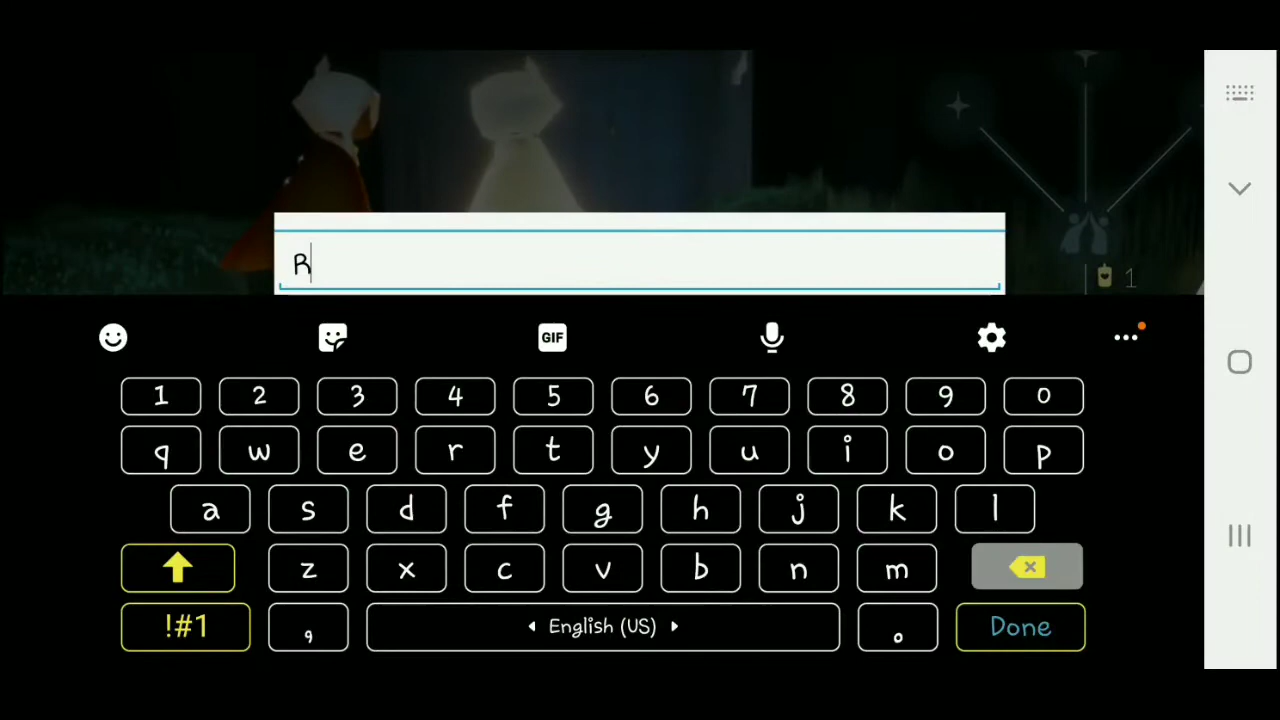 R
1
GIF
1 2 3 4 5 6 7 8 9 0
q w e r t y u i o p
a s d f g h j k l
z x c v b n m
!#1 , English (US) . Done